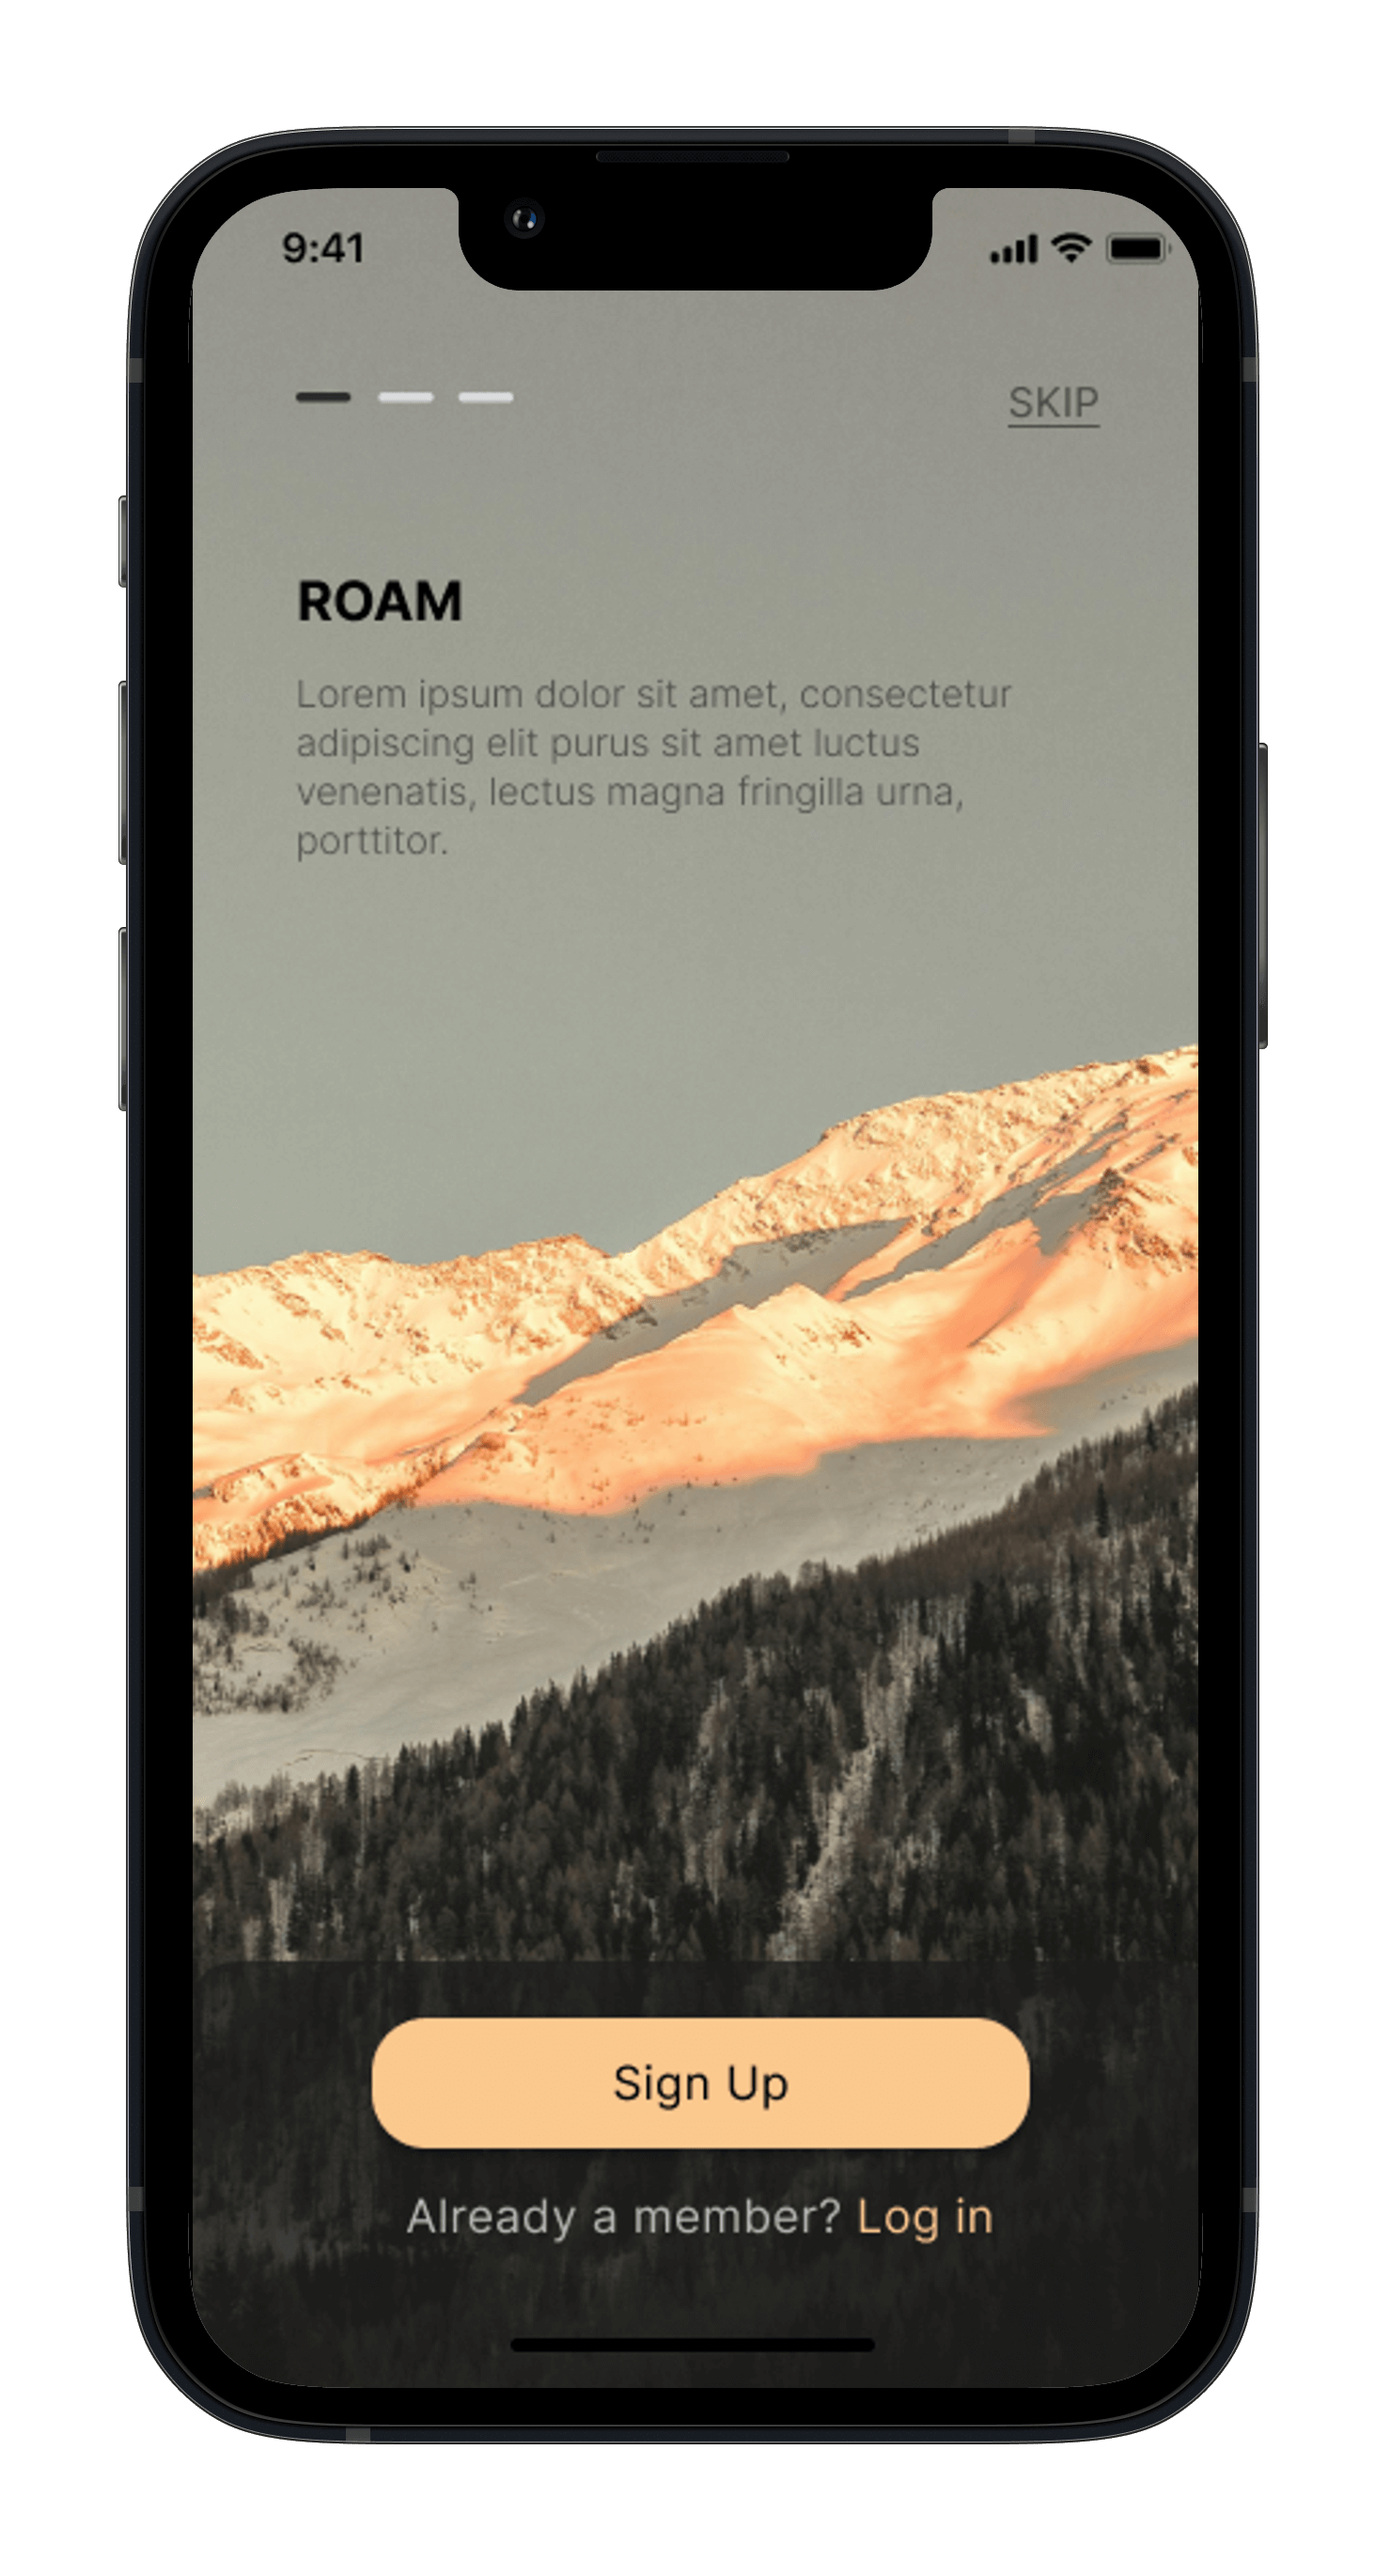 9:41
SKIP
ROAM
Lorem ipsum dolor sit amet, consectetur
adipiscing elit purus sit amet luctus
venenatis, lectus magna fringilla urna,
porttitor.
Sign Up
Already a member? Log in